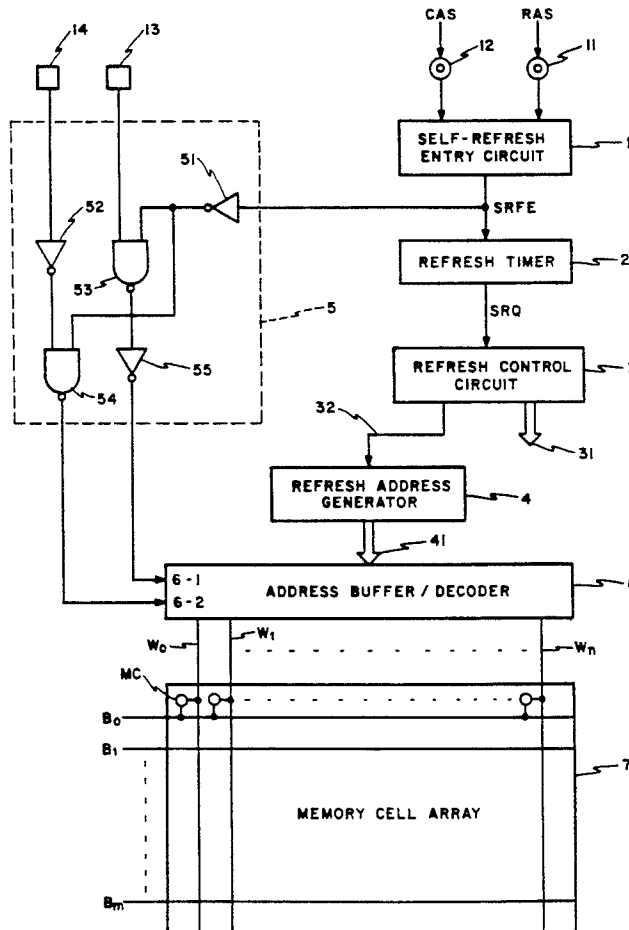 14
13
CAS
RAS
12
11
SELF-REFRESH
ENTRY CIRCUIT
1
51
52
SRFE
53
REFRESH TIMER
2
5
SRQ
55
54
REFRESH CONTROL
CIRCUIT
32
31
REFRESH ADDRESS
GENERATOR
4
41
6-1
6-2
ADDRESS BUFFER / DECODER
W0
W1
Wn
MC
B0
B1
7
MEMORY CELL ARRAY
Bm